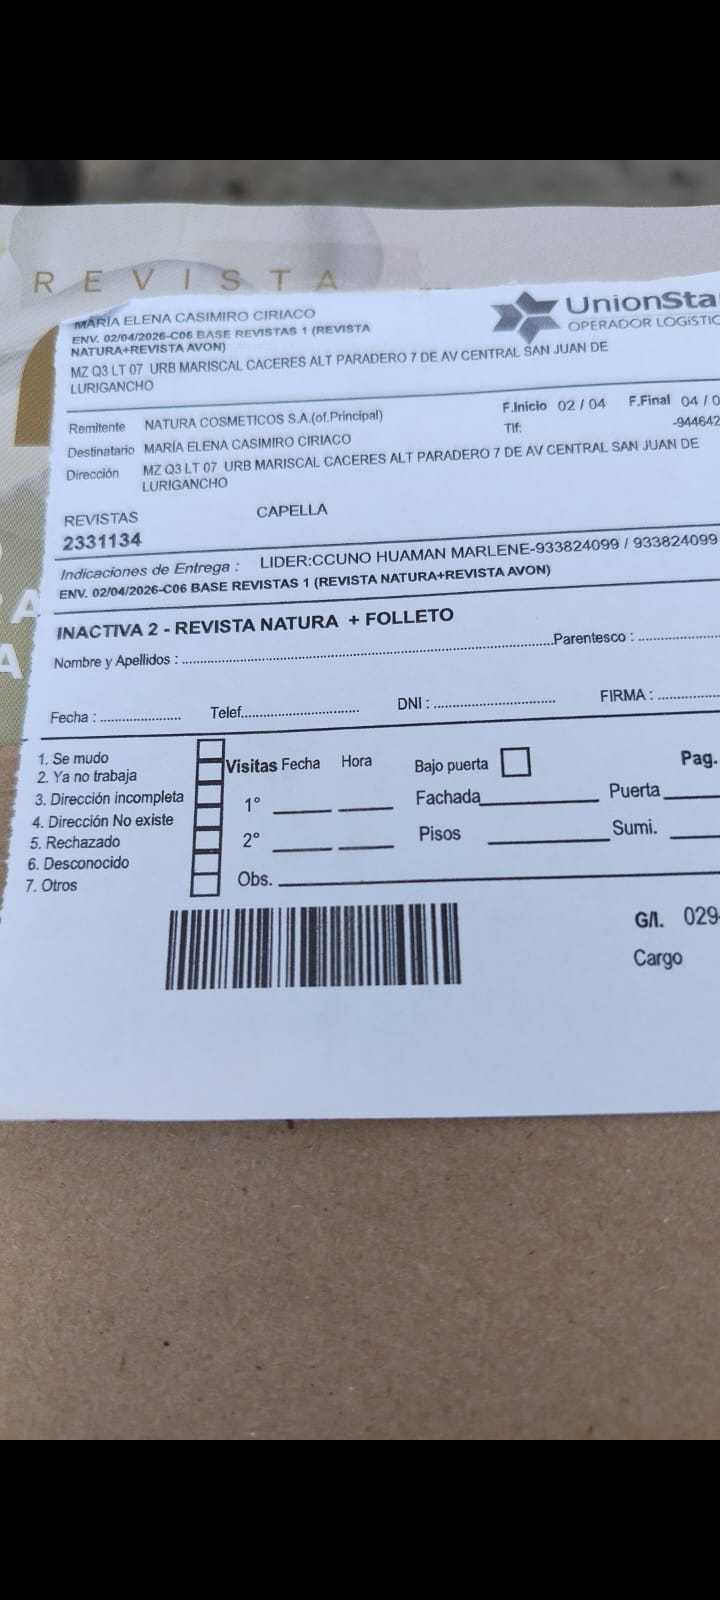 REVISTA
MARÍA ELENA CASIMIRO CIRIACO
UnionSta
OPERADOR LOGíSTIC
ENV. 02/04/2026-C06 BASE REVISTAS 1 (REVISTA
NATURA+REVISTA AVON)
MZ Q3 LT 07 URB MARISCAL CACERES ALT PARADERO 7 DE AV CENTRAL SAN JUAN DE
LURIGANCHO
Remitente NATURA COSMETICOS S.A.(of.Principal) F.Inicio 02 / 04 F.Final 04 / 0
Destinatario MARÍA ELENA CASIMIRO CIRIACO Tlf: -944642
Dirección MZ Q3 LT 07 URB MARISCAL CACERES ALT PARADERO 7 DE AV CENTRAL SAN JUAN DE
LURIGANCHO
REVISTAS CAPELLA
2331134
Indicaciones de Entrega : LIDER:CCUNO HUAMAN MARLENE-933824099 / 933824099
ENV. 02/04/2026-C06 BASE REVISTAS 1 (REVISTA NATURA+REVISTA AVON)
INACTIVA 2 - REVISTA NATURA + FOLLETO
Nombre y Apellidos : Parentesco :
Fecha : Telef. DNI : FIRMA :
1. Se mudo
2. Ya no trabaja
3. Dirección incompleta
4. Dirección No existe
5. Rechazado
6. Desconocido
7. Otros
Visitas Fecha Hora Bajo puerta Pag.
1° Fachada Puerta
2° Pisos Sumi.
Obs.
G/I. 029
Cargo